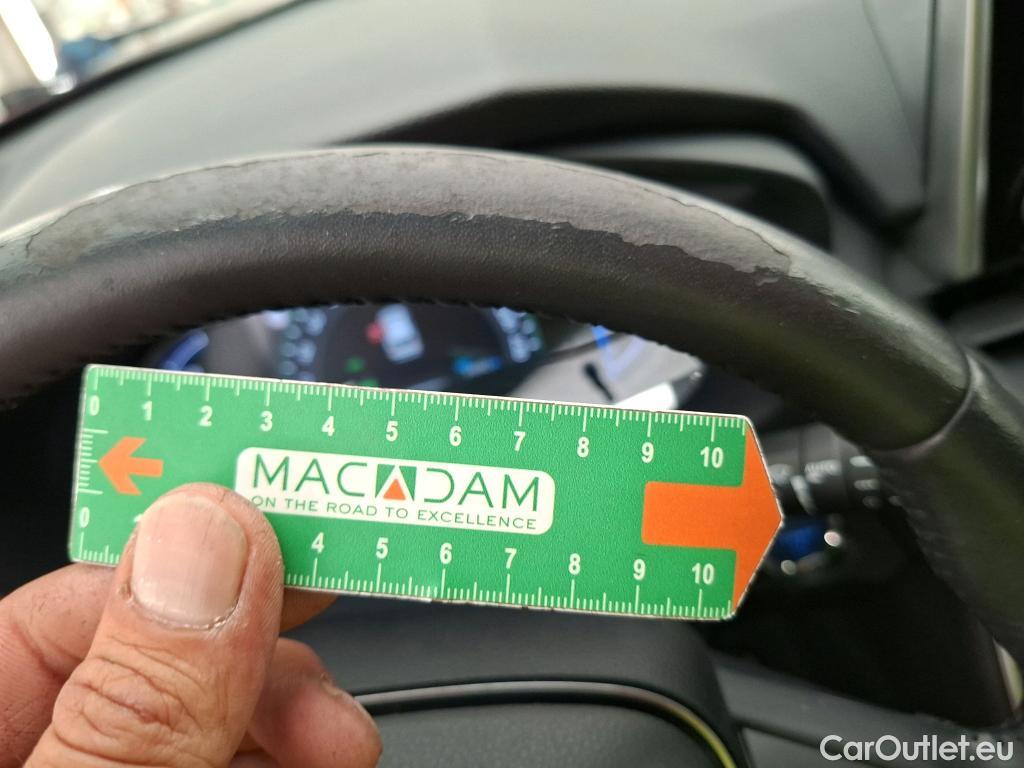 0 1 2 3 4 5 6 7 8 9 10
MACADAM
ON THE ROAD TO EXCELLENCE
0 4 5 6 7 8 9 10
CarOutlet.eu